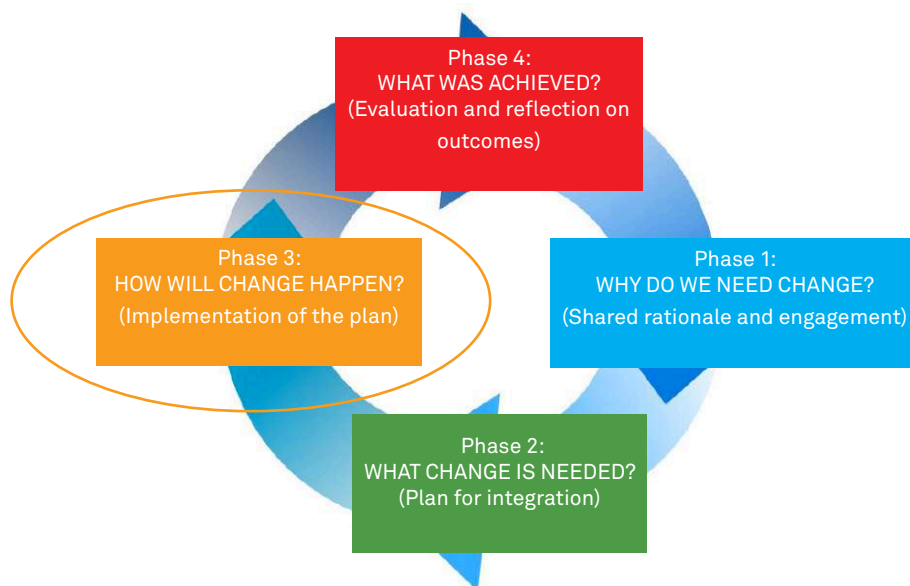 Phase 4:
WHAT WAS ACHIEVED?
(Evaluation and reflection on
outcomes)
Phase 3:
HOW WILL CHANGE HAPPEN?
(Implementation of the plan)
Phase 1:
WHY DO WE NEED CHANGE?
(Shared rationale and engagement)
Phase 2:
WHAT CHANGE IS NEEDED?
(Plan for integration)